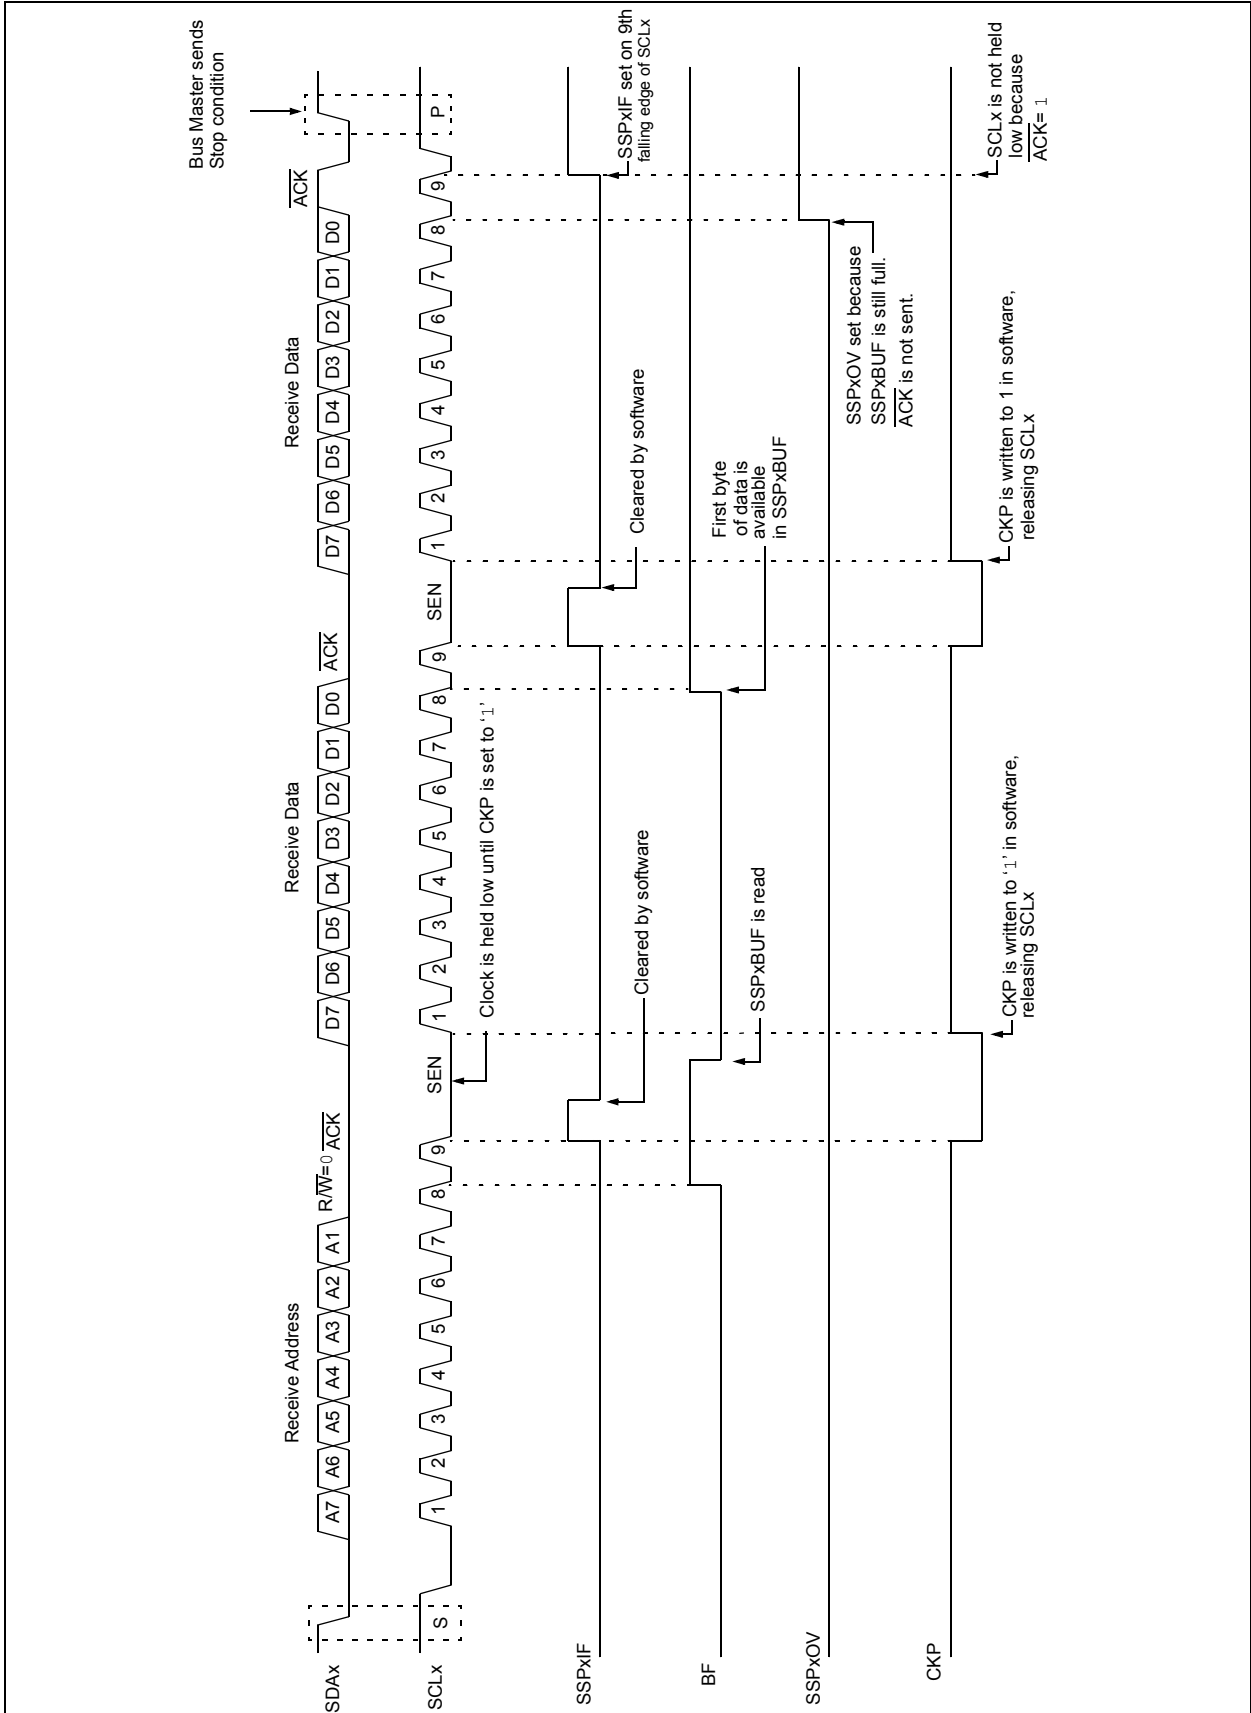 Bus Master sends
Stop condition
Receive Address
Receive Data
Receive Data
SDAx
A7 A6 A5 A4 A3 A2 A1 R/W=0 ACK D7 D6 D5 D4 D3 D2 D1 D0 ACK D7 D6 D5 D4 D3 D2 D1 D0 ACK
SCLx
S 1 2 3 4 5 6 7 8 9 SEN 1 2 3 4 5 6 7 8 9 SEN 1 2 3 4 5 6 7 8 9 P
Clock is held low until CKP is set to ‘1’
SSPxIF
Cleared by software
Cleared by software
SSPxIF set on 9th
falling edge of SCLx
BF
SSPxBUF is read
First byte
of data is
available
in SSPxBUF
SSPxOV
SSPxOV set because
SSPxBUF is still full.
ACK is not sent.
CKP
CKP is written to ‘1’ in software,
releasing SCLx
CKP is written to 1 in software,
releasing SCLx
SCLx is not held
low because
ACK= 1